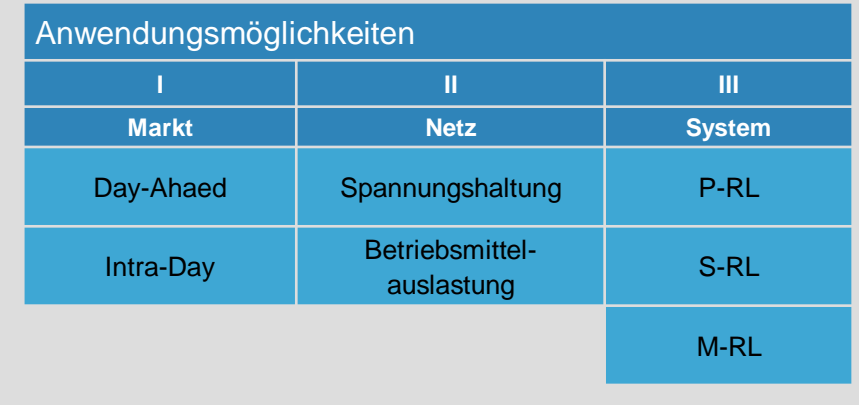 Anwendungsmöglichkeiten
I II III
Markt Netz System
Day-Ahaed Spannungshaltung P-RL
Intra-Day Betriebsmittel-
auslastung S-RL
M-RL